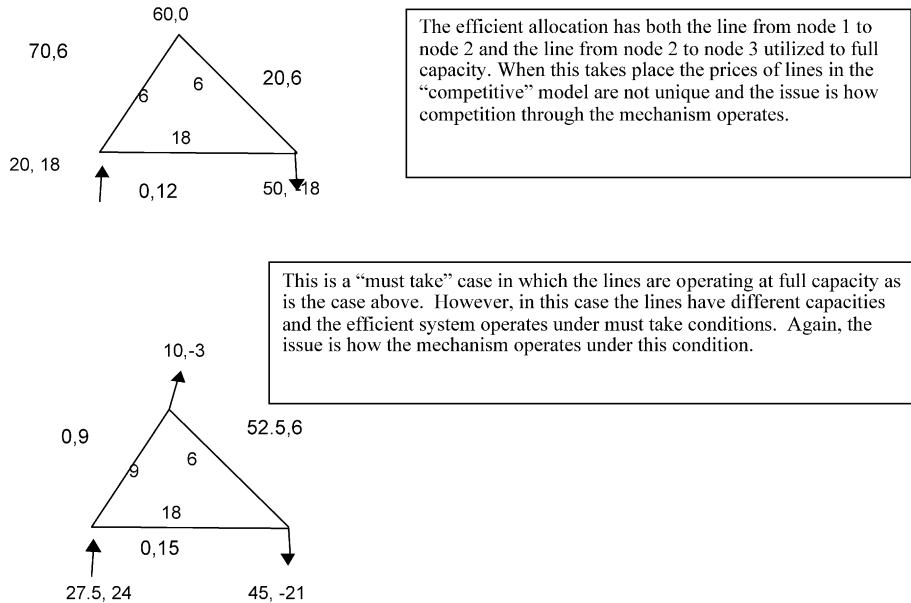 60,0
The efficient allocation has both the line from node 1 to
node 2 and the line from node 2 to node 3 utilized to full
capacity. When this takes place the prices of lines in the
“competitive” model are not unique and the issue is how
competition through the mechanism operates.
70,6
20,6
6
6
18
20, 18
0,12
50, -18
This is a “must take” case in which the lines are operating at full capacity as
is the case above. However, in this case the lines have different capacities
and the efficient system operates under must take conditions. Again, the
issue is how the mechanism operates under this condition.
10,-3
0,9
52.5,6
9
6
18
0,15
27.5, 24
45, -21